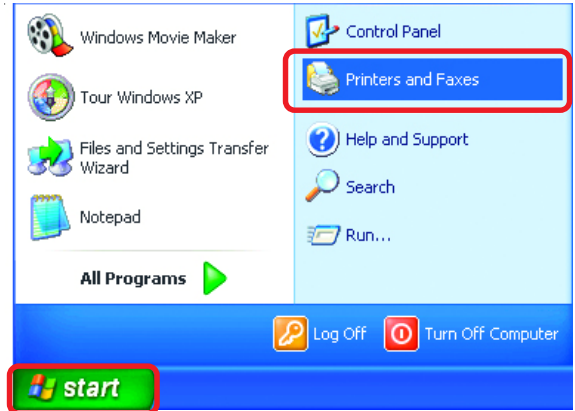 Windows Movie Maker
Tour Windows XP
Files and Settings Transfer
Wizard
Notepad
All Programs
Control Panel
Printers and Faxes
Help and Support
Search
Run...
Log Off
Turn Off Computer
start